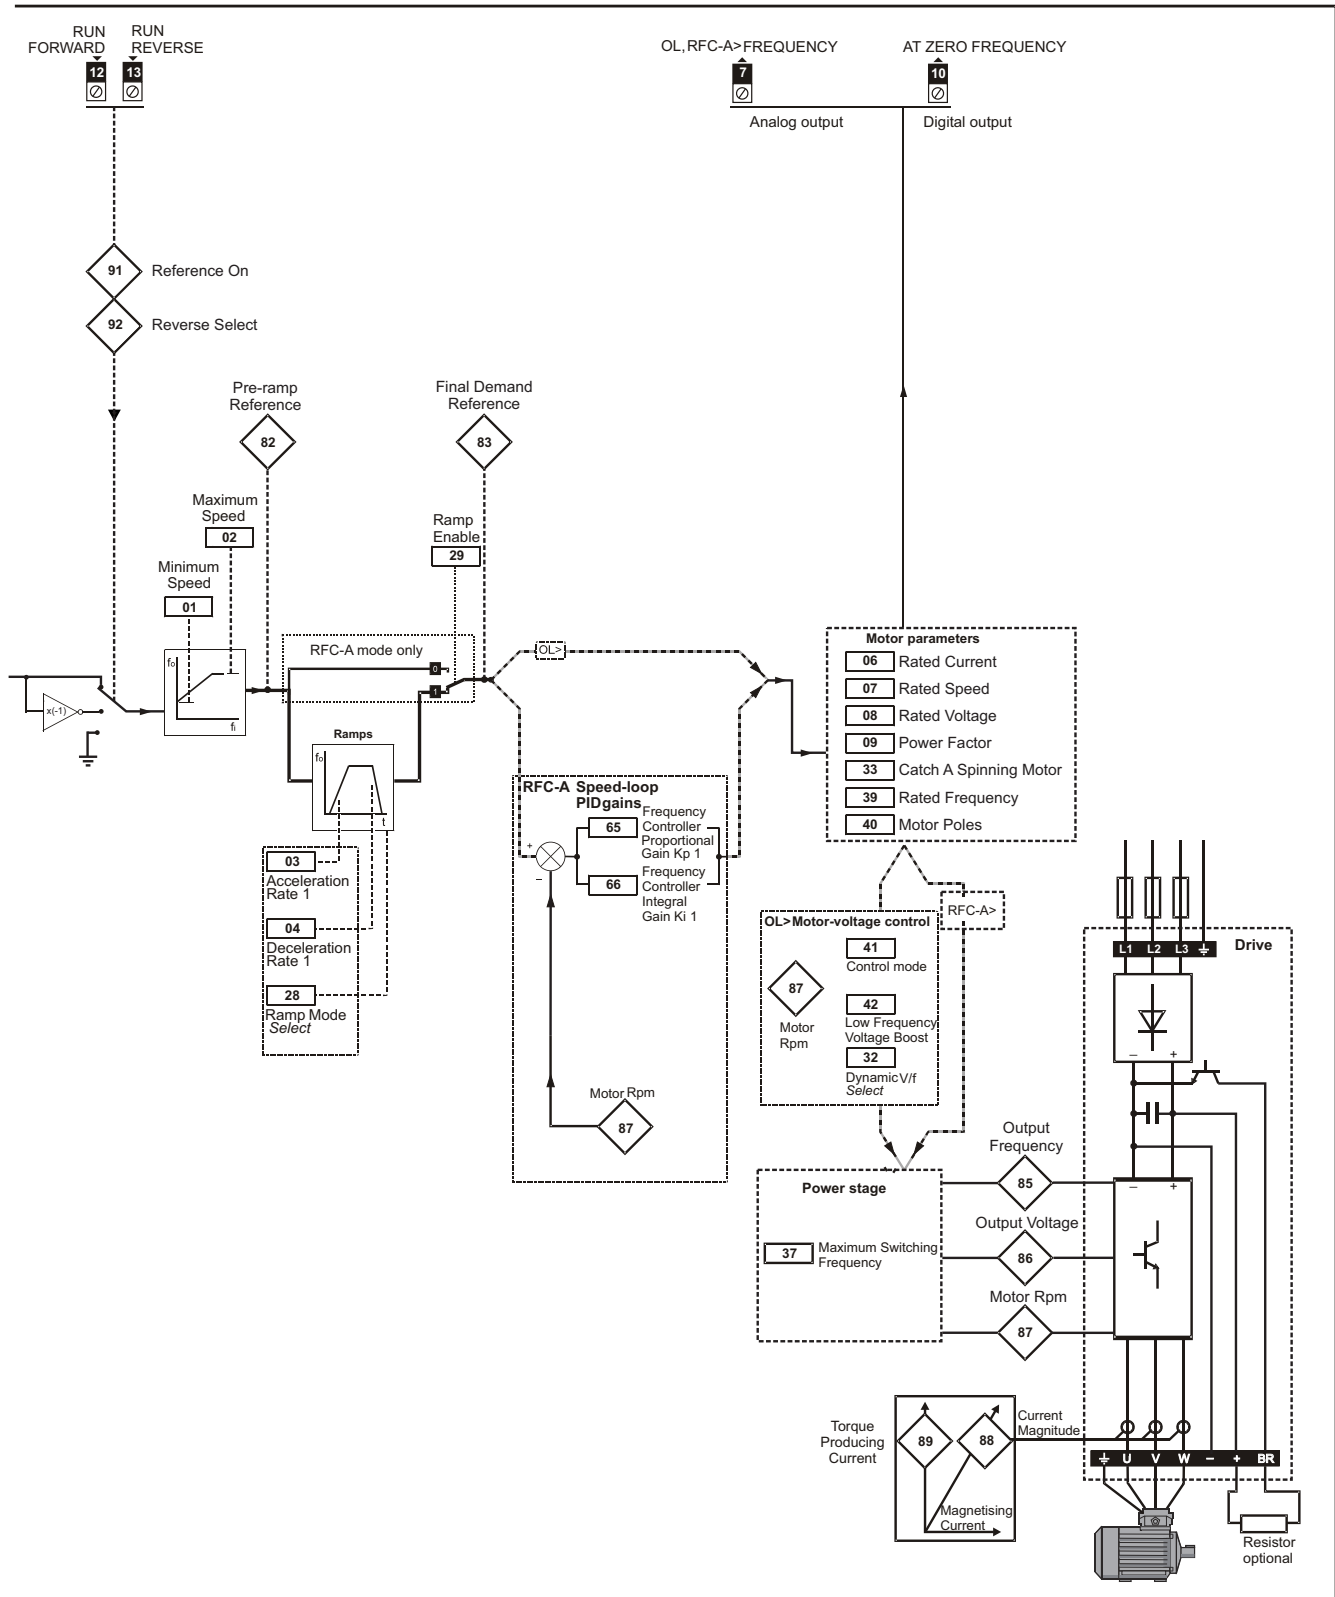 RUN
FORWARD
RUN
REVERSE
12
13
OL, RFC-A> FREQUENCY
7
AT ZERO FREQUENCY
10
Analog output
Digital output
91
Reference On
92
Reverse Select
Pre-ramp
Reference
82
Final Demand
Reference
83
Maximum
Speed
02
Minimum
Speed
01
Ramp
Enable
29
RFC-A mode only
0
1
OL>
x(-1)
fo
fi
Ramps
fo
t
03
Acceleration
Rate 1
04
Deceleration
Rate 1
28
Ramp Mode
Select
RFC-A Speed-loop
PID gains
+
−
65
Frequency
Controller
Proportional
Gain Kp 1
66
Frequency
Controller
Integral
Gain Ki 1
Motor Rpm
87
Motor parameters
06 Rated Current
07 Rated Speed
08 Rated Voltage
09 Power Factor
33 Catch A Spinning Motor
39 Rated Frequency
40 Motor Poles
RFC-A>
OL> Motor-voltage control
41
Control mode
87
Motor
Rpm
42
Low Frequency
Voltage Boost
32
Dynamic V/f
Select
Power stage
37
Maximum Switching
Frequency
Output
Frequency
85
Output Voltage
86
Motor Rpm
87
L1 L2 L3
Drive
− +
− +
Torque
Producing
Current
89
88
Current
Magnitude
Magnetising
Current
U V W − + BR
Resistor
optional